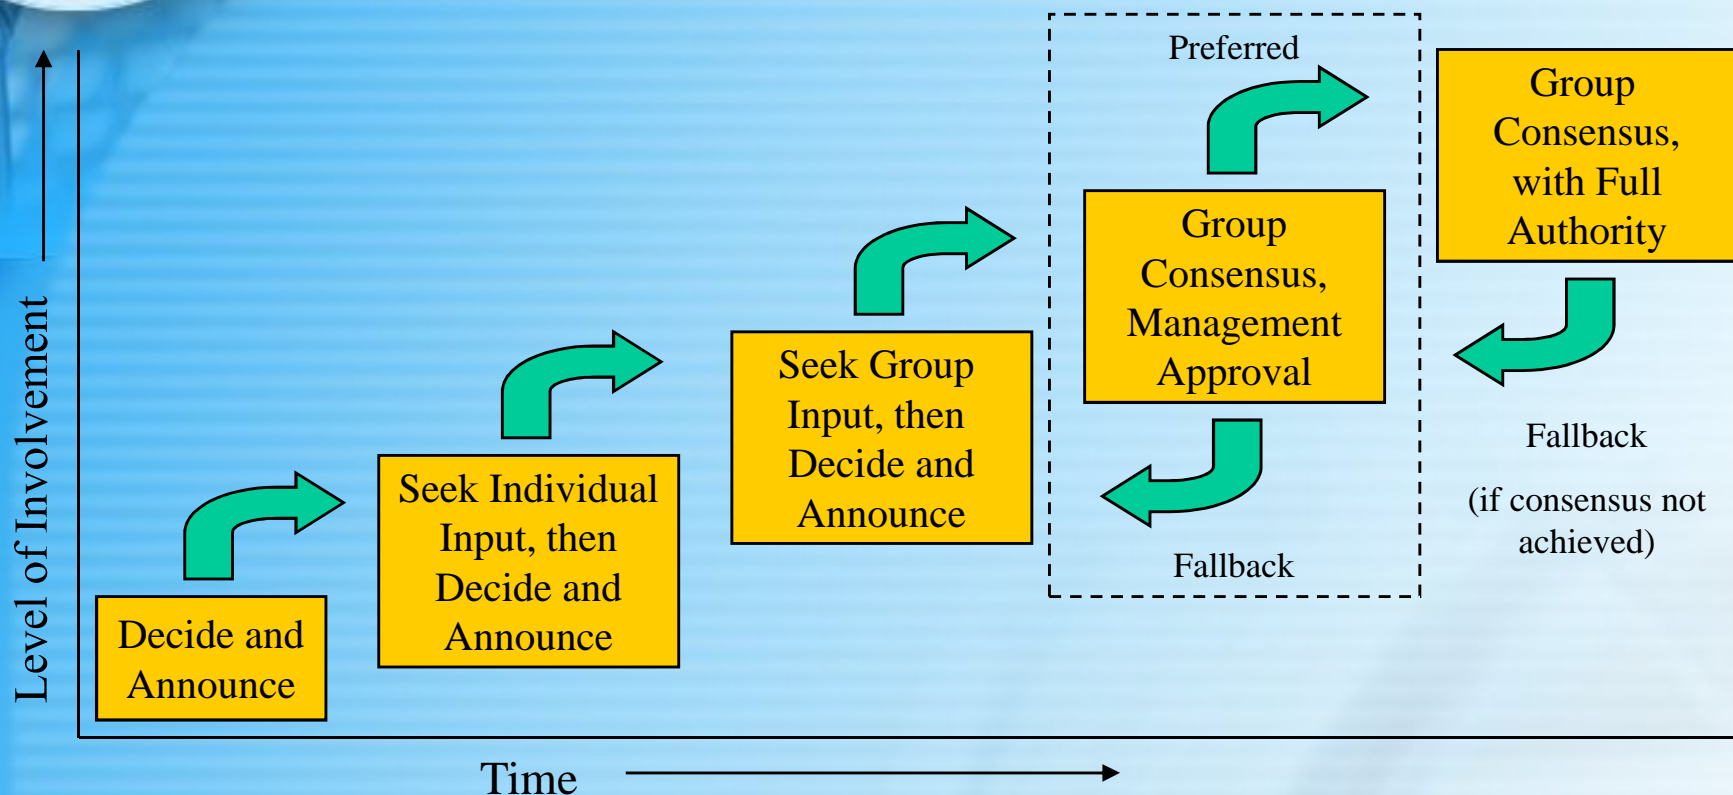 Level of Involvement
Decide and
Announce
Seek Individual
Input, then
Decide and
Announce
Seek Group
Input, then
Decide and
Announce
Preferred
Group
Consensus,
Management
Approval
Fallback
Group
Consensus,
with Full
Authority
Fallback
(if consensus not
achieved)
Time